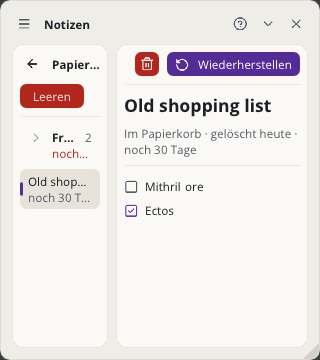 Notizen
Papier...
Leeren
Fr... 2
noch...
Old shop...
noch 30 T...
Wiederherstellen
Old shopping list
Im Papierkorb · gelöscht heute ·
noch 30 Tage
Mithril ore
Ectos